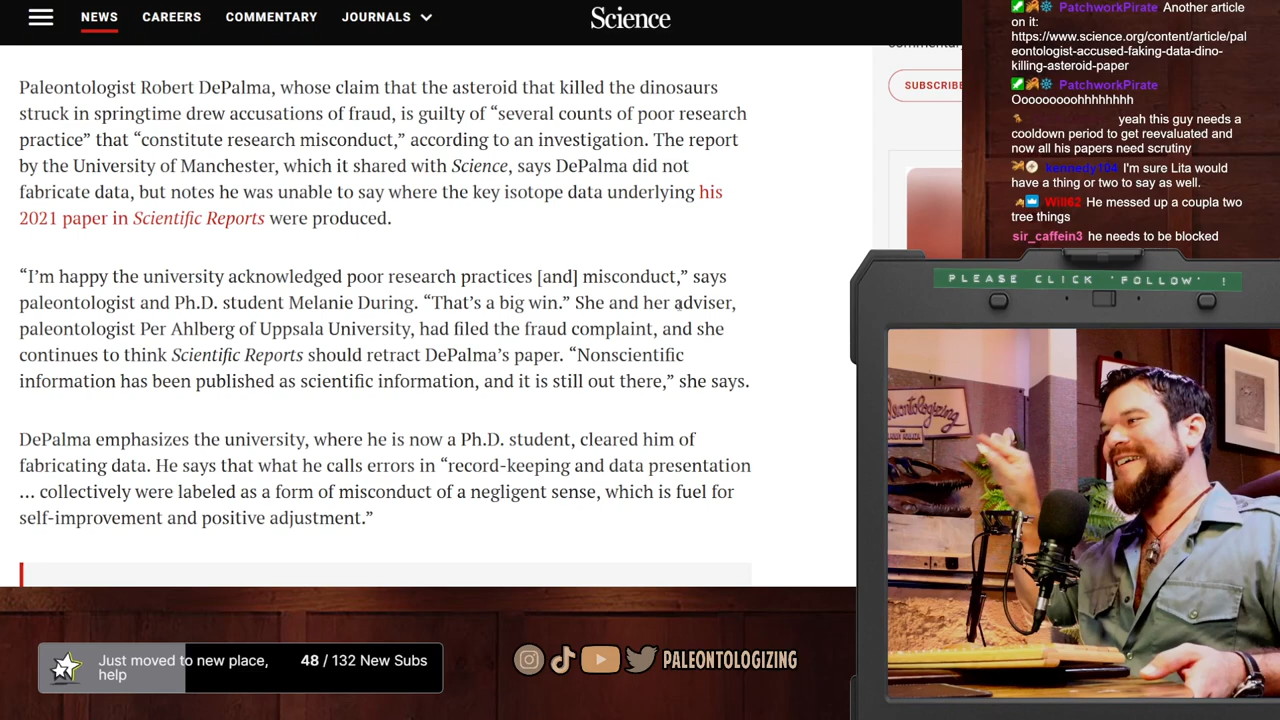 NEWS
CAREERS
COMMENTARY
JOURNALS
Science
SUBSCRIBE
Paleontologist Robert DePalma, whose claim that the asteroid that killed the dinosaurs
struck in springtime drew accusations of fraud, is guilty of “several counts of poor research
practice” that “constitute research misconduct,” according to an investigation. The report
by the University of Manchester, which it shared with Science, says DePalma did not
fabricate data, but notes he was unable to say where the key isotope data underlying his
2021 paper in Scientific Reports were produced.
“I’m happy the university acknowledged poor research practices [and] misconduct,” says
paleontologist and Ph.D. student Melanie During. “That’s a big win.” She and her adviser,
paleontologist Per Ahlberg of Uppsala University, had filed the fraud complaint, and she
continues to think Scientific Reports should retract DePalma’s paper. “Nonscientific
information has been published as scientific information, and it is still out there,” she says.
DePalma emphasizes the university, where he is now a Ph.D. student, cleared him of
fabricating data. He says that what he calls errors in “record-keeping and data presentation
… collectively were labeled as a form of misconduct of a negligent sense, which is fuel for
self-improvement and positive adjustment.”
PatchworkPirate Another article
on it:
https://www.science.org/content/article/pal
eontologist-accused-faking-data-dino-
killing-asteroid-paper
PatchworkPirate
Ooooooooohhhhhhhh
yeah this guy needs a
cooldown period to get reevaluated and
now all his papers need scrutiny
kennedy104 I'm sure Lita would
have a thing or two to say as well.
Will62 He messed up a coupla two
tree things
sir_caffein3 he needs to be blocked
PLEASE CLICK 'FOLLOW' !
Paleontologizing
Just moved to new place,
help
48 / 132 New Subs
PALEONTOLOGIZING